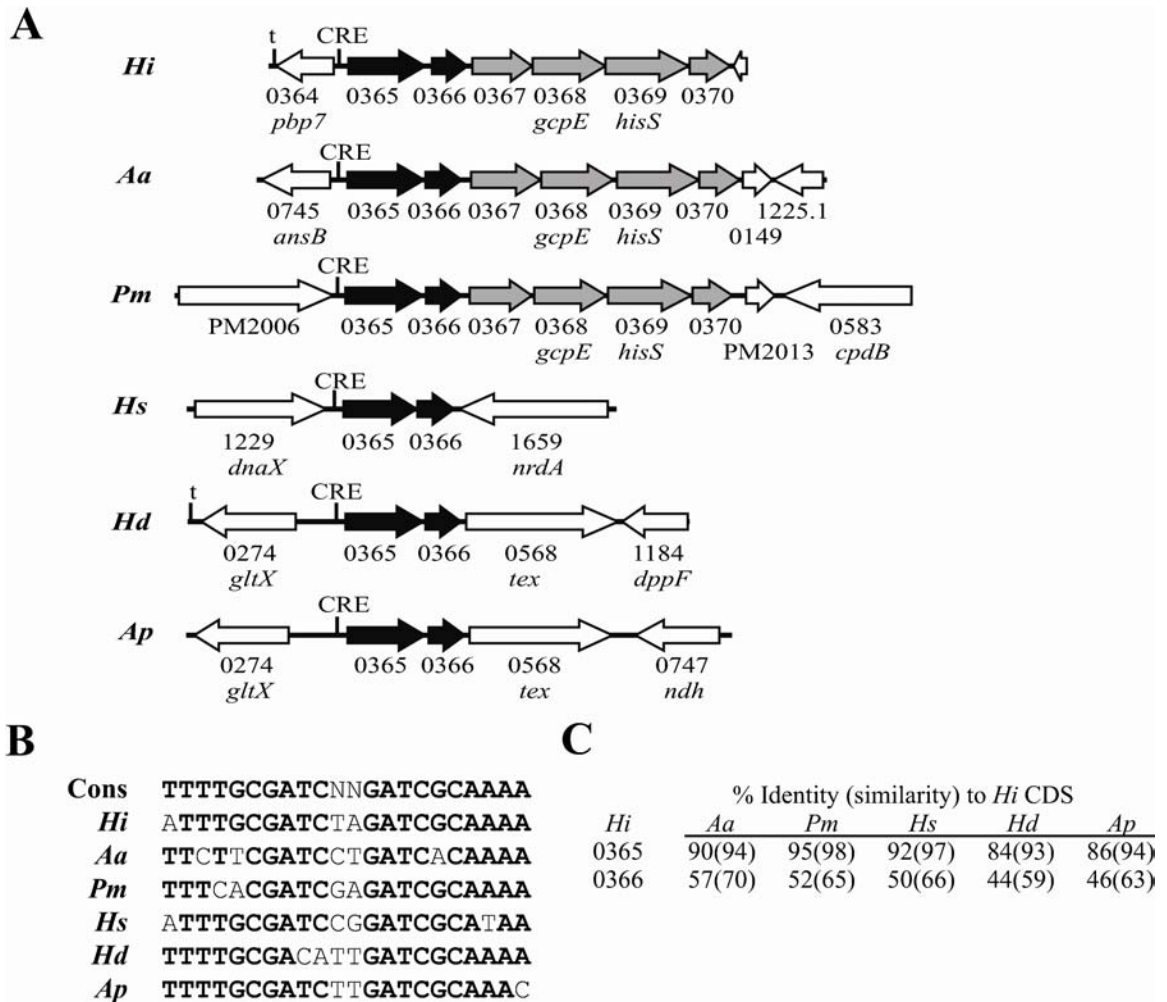 A
t CRE
Hi
0364 0365 0366 0367 0368 0369 0370
pbp7 gcpE hisS
CRE
Aa
0745 0365 0366 0367 0368 0369 0370 1225.1
ansB gcpE hisS 0149
CRE
Pm
PM2006 0365 0366 0367 0368 0369 0370 0583
gcpE hisS PM2013 cpdB
CRE
Hs
1229 0365 0366 1659
dnaX nrdA
t CRE
Hd
0274 0365 0366 0568 1184
gltX tex dppF
CRE
Ap
0274 0365 0366 0568 0747
gltX tex ndh
B
Cons TTTTGCGATCNNGATCGCAAAA
Hi ATTTGCGATCTAGATCGCAAAA
Aa TTCTTCGATCCTGATCACAAAA
Pm TTTCACGATCGAGATCGCAAAA
Hs ATTTGCGATCCGGATCGCATAA
Hd TTTTGCGACATTGATCGCAAAA
Ap TTTTGCGATCTTGATCGCAAAC
C
% Identity (similarity) to Hi CDS
Hi Aa Pm Hs Hd Ap
0365 90(94) 95(98) 92(97) 84(93) 86(94)
0366 57(70) 52(65) 50(66) 44(59) 46(63)